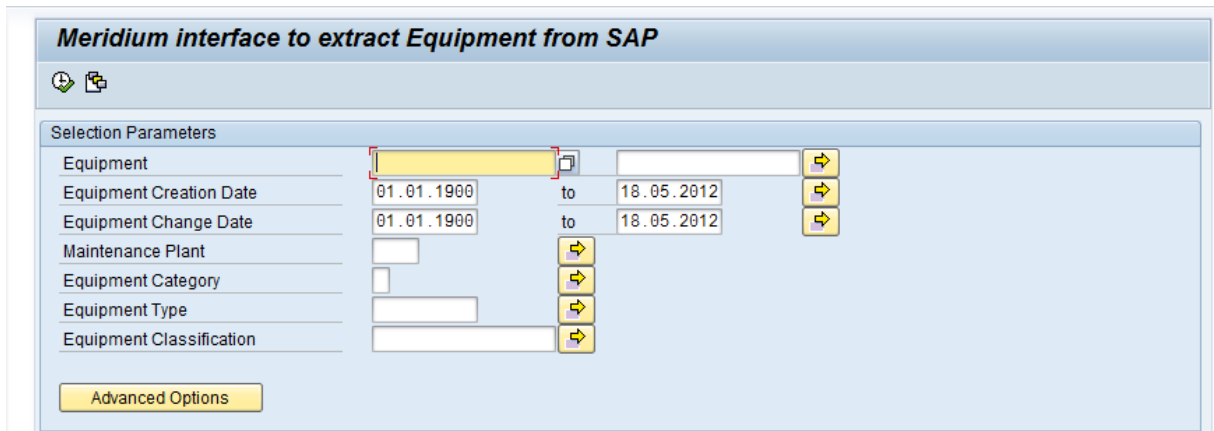 Meridium interface to extract Equipment from SAP
Selection Parameters
Equipment
Equipment Creation Date 01.01.1900 to 18.05.2012
Equipment Change Date 01.01.1900 to 18.05.2012
Maintenance Plant
Equipment Category
Equipment Type
Equipment Classification
Advanced Options